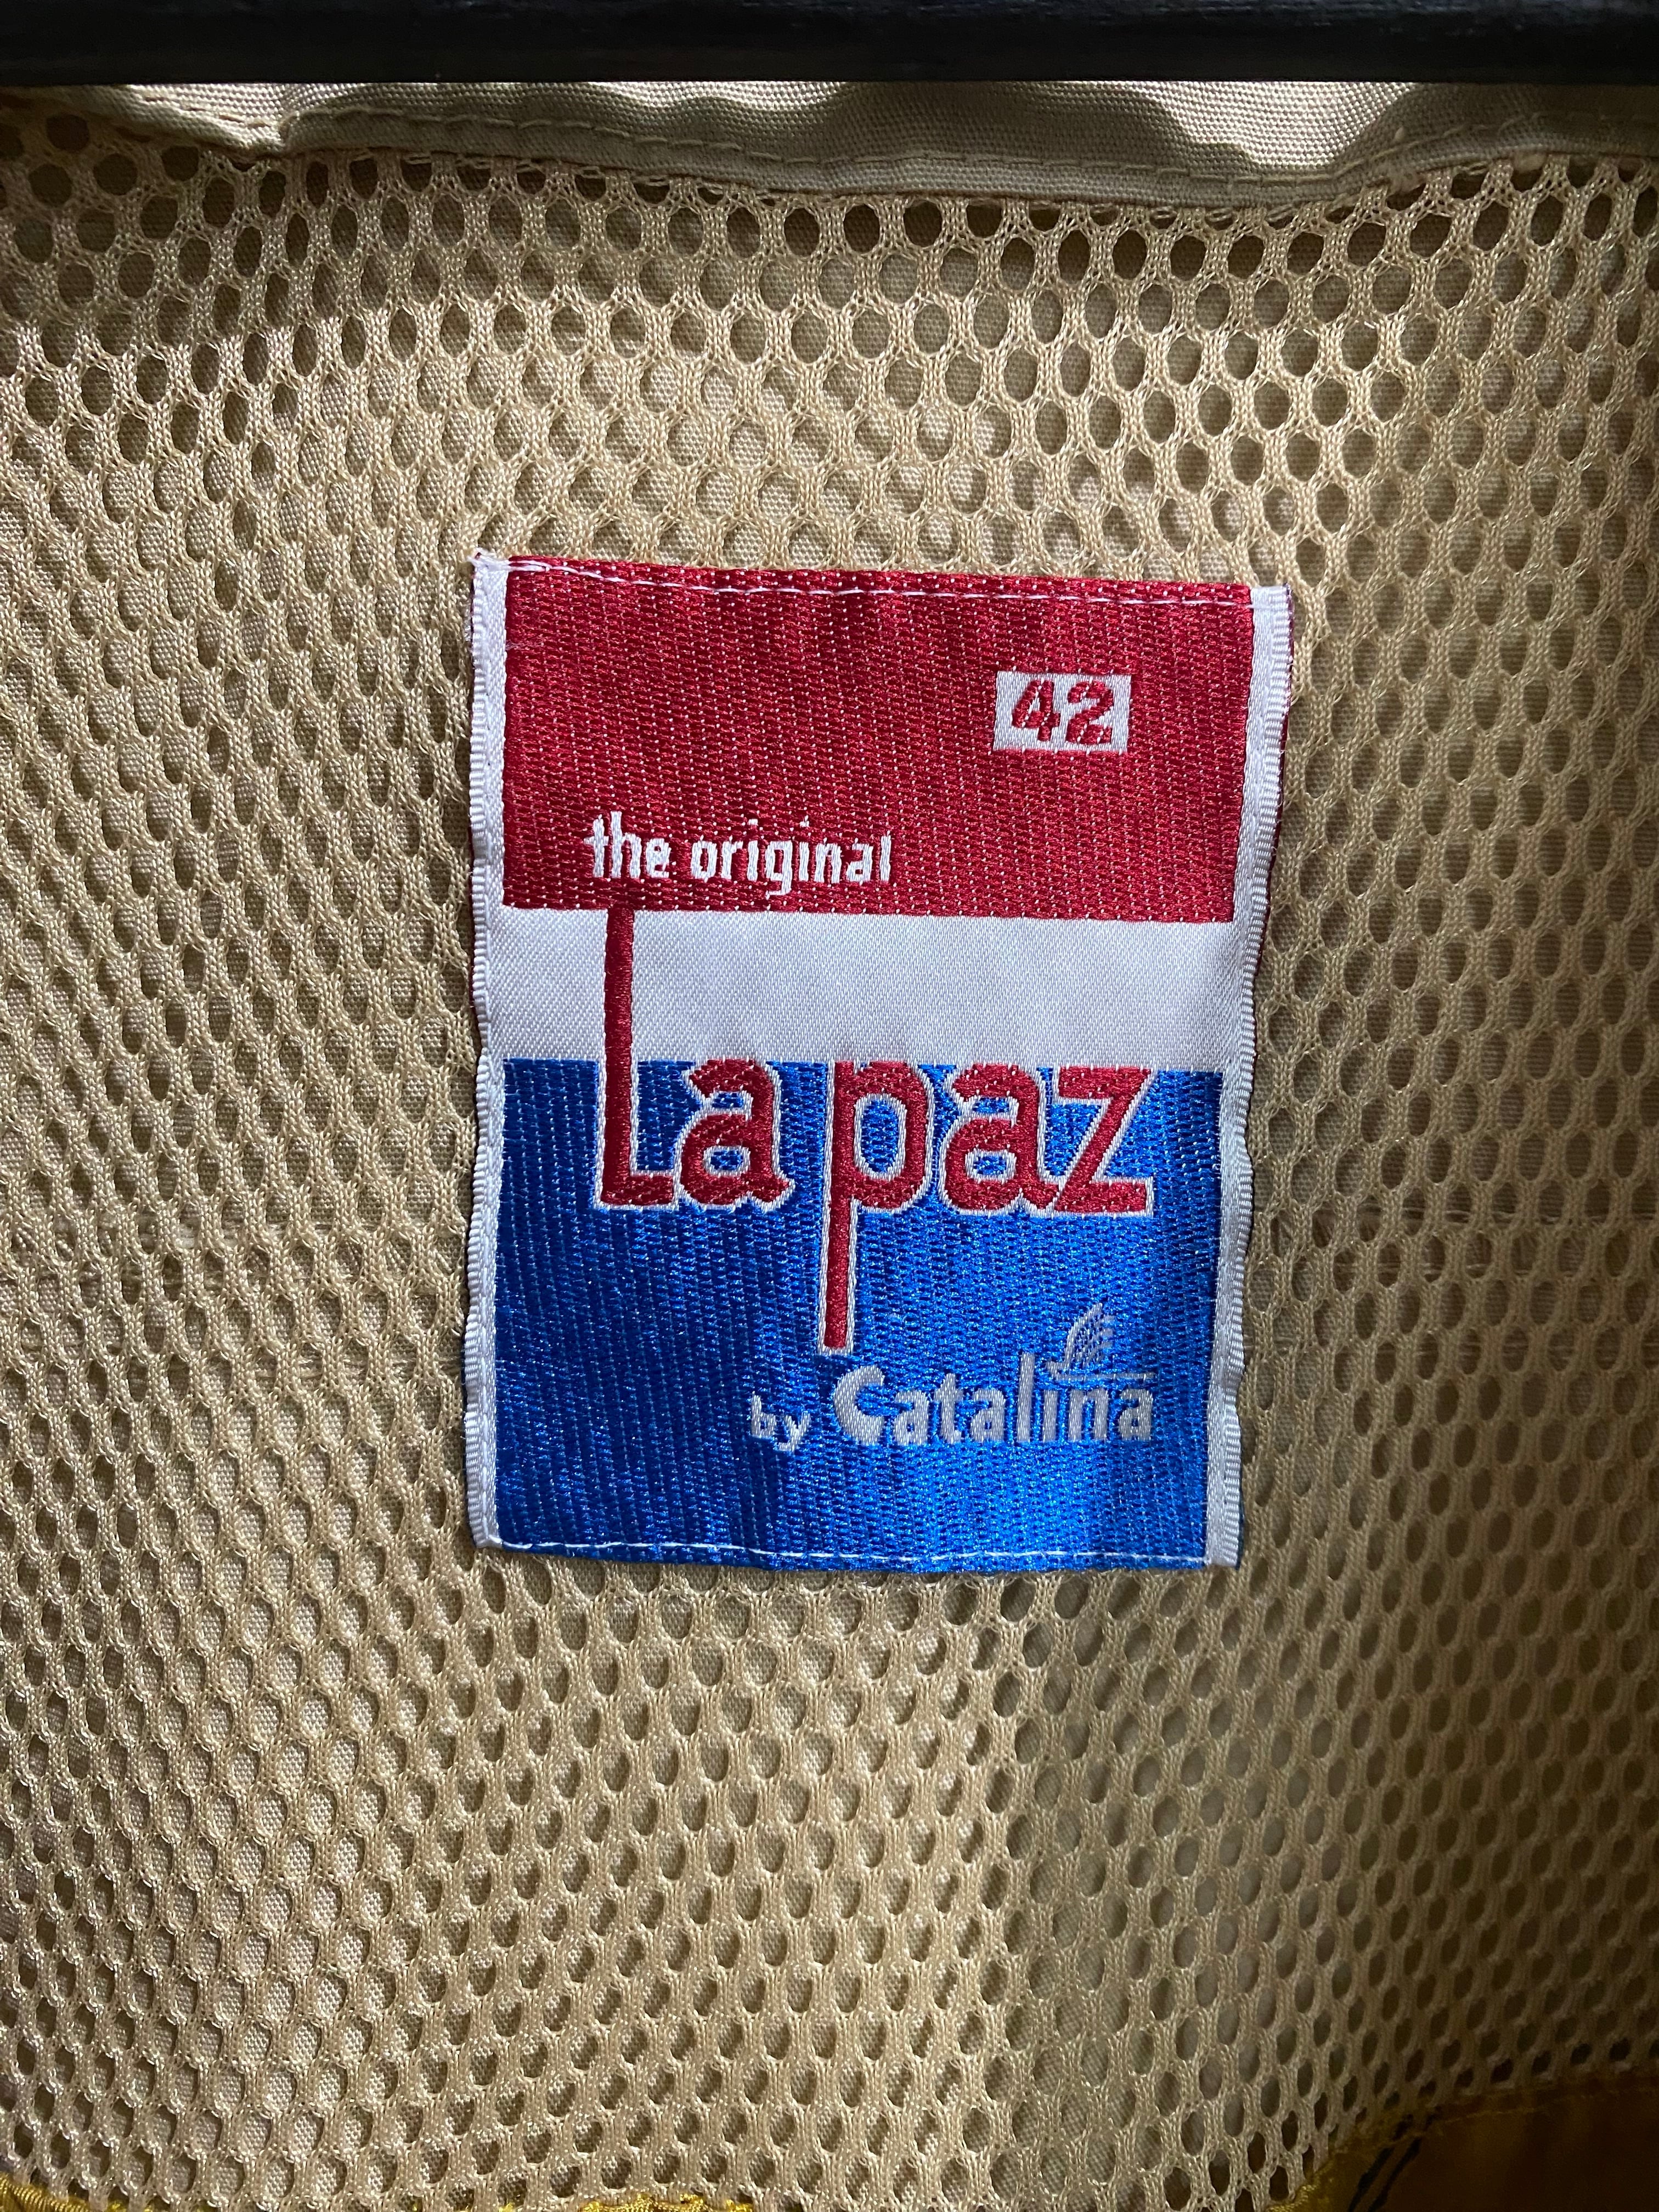 42
the original
La paz
by Catalina